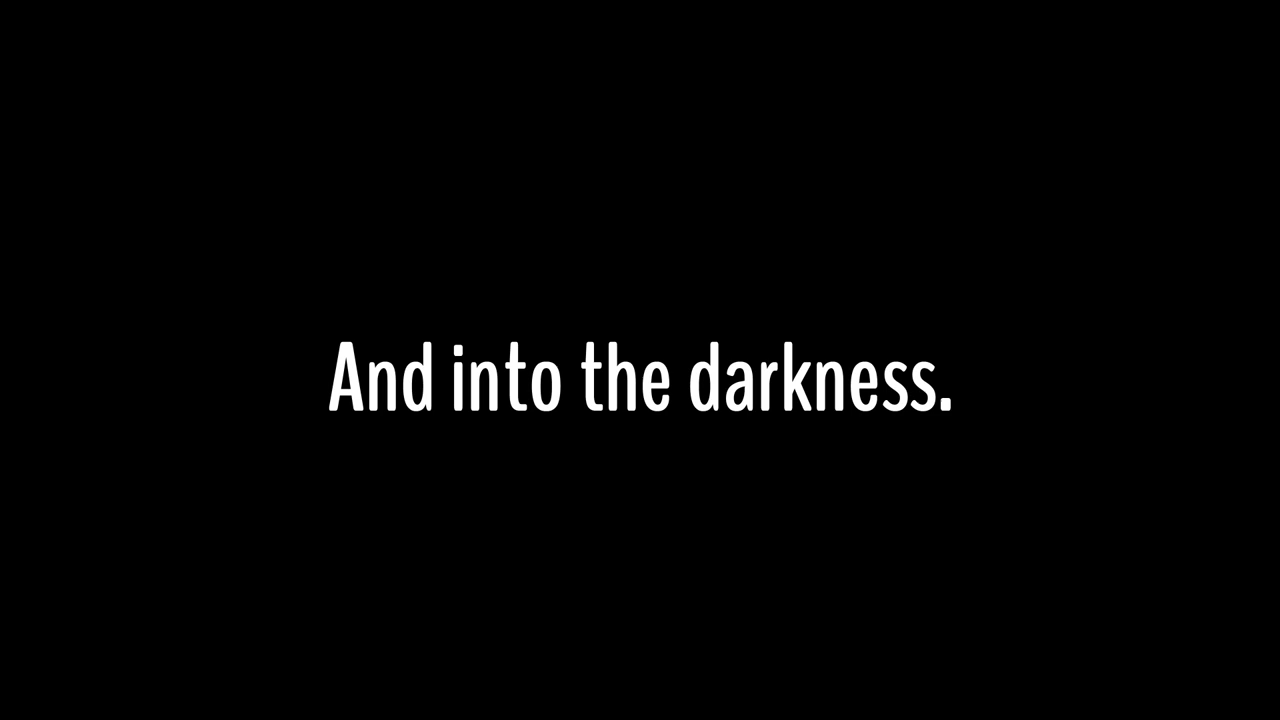 And into the darkness.